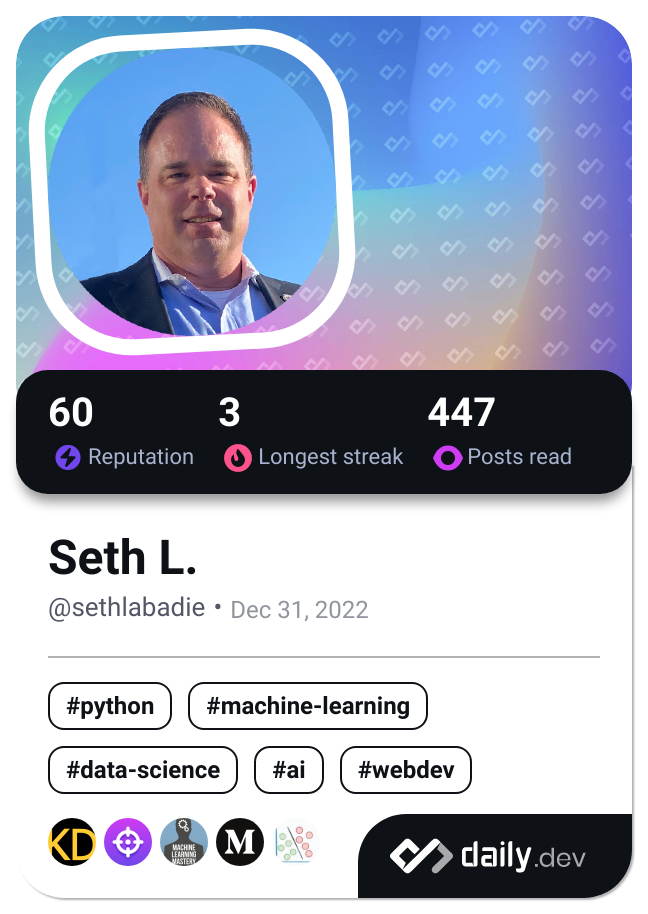 60 3 447
Reputation Longest streak Posts read
Seth L.
@sethlabadie • Dec 31, 2022
#python #machine-learning
#data-science #ai #webdev
KD M
MACHINE
LEARNING
MASTERY
daily.dev